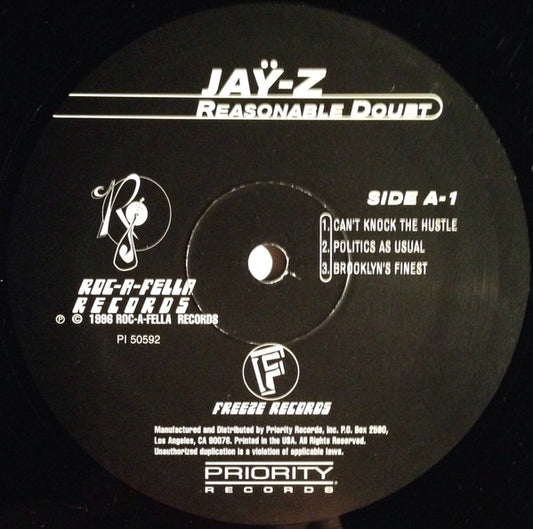 JAŸ-Z
REASONABLE DOUBT
SIDE A-1
1. CAN'T KNOCK THE HUSTLE
2. POLITICS AS USUAL
3. BROOKLYN'S FINEST
ROC-A-FELLA
RECORDS
℗ © 1996 ROC-A-FELLA RECORDS
PI 50592
FREEZE RECORDS
Manufactured and Distributed by Priority Records, Inc. P.O. Box 2590,
Los Angeles, CA 90078. Printed in the USA. All Rights Reserved.
Unauthorized duplication is a violation of applicable laws.
PRIORITY
RECORDS